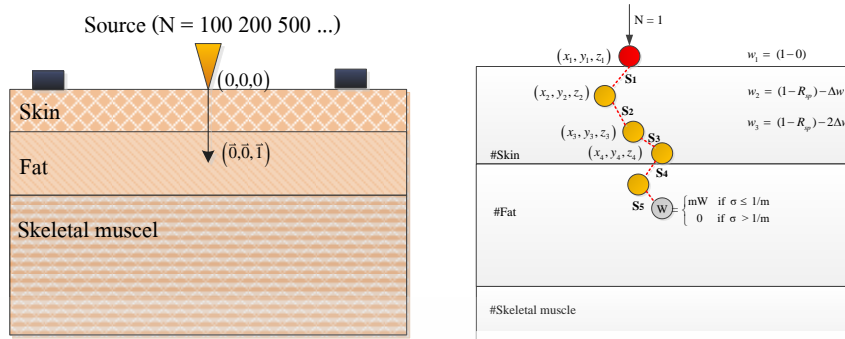 Source (N = 100 200 500 ...)
(0,0,0)
Skin
(0⃗,0⃗,1⃗)
Fat
Skeletal muscel
N = 1
(x₁, y₁, z₁)
w₁ = (1−0)
S₁
(x₂, y₂, z₂)
w₂ = (1−Rₛₚ)−Δw
S₂
(x₃, y₃, z₃)
w₃ = (1−Rₛₚ)−2Δw
S₃
(x₄, y₄, z₄)
#Skin
S₄
S₅
#Fat
W = { mW if σ ≤ 1/m
0 if σ > 1/m
#Skeletal muscle